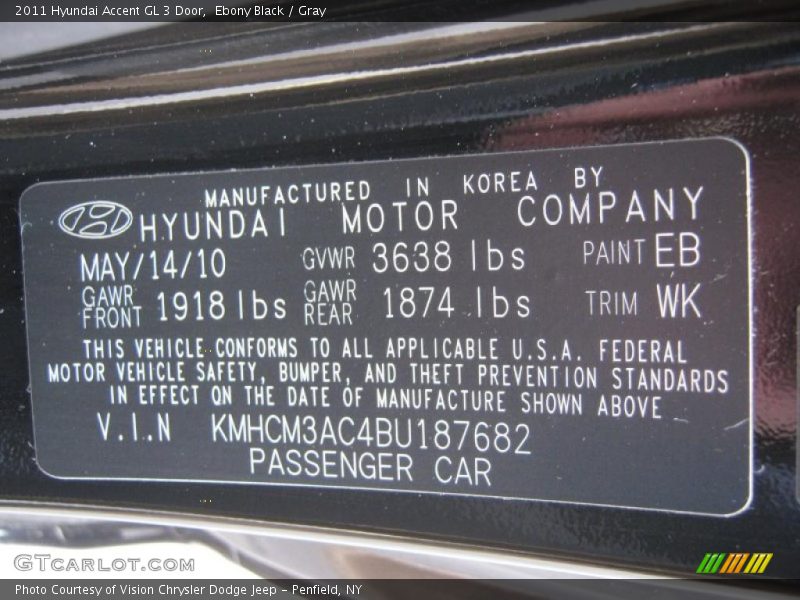 2011 Hyundai Accent GL 3 Door, Ebony Black / Gray
MANUFACTURED IN KOREA BY
HYUNDAI MOTOR COMPANY
MAY/14/10 GVWR 3638 lbs PAINT EB
GAWR FRONT 1918 lbs GAWR REAR 1874 lbs TRIM WK
THIS VEHICLE CONFORMS TO ALL APPLICABLE U.S.A. FEDERAL
MOTOR VEHICLE SAFETY, BUMPER, AND THEFT PREVENTION STANDARDS
IN EFFECT ON THE DATE OF MANUFACTURE SHOWN ABOVE
V.I.N KMHCM3AC4BU187682
PASSENGER CAR
GTCARLOT.COM
Photo Courtesy of Vision Chrysler Dodge Jeep – Penfield, NY